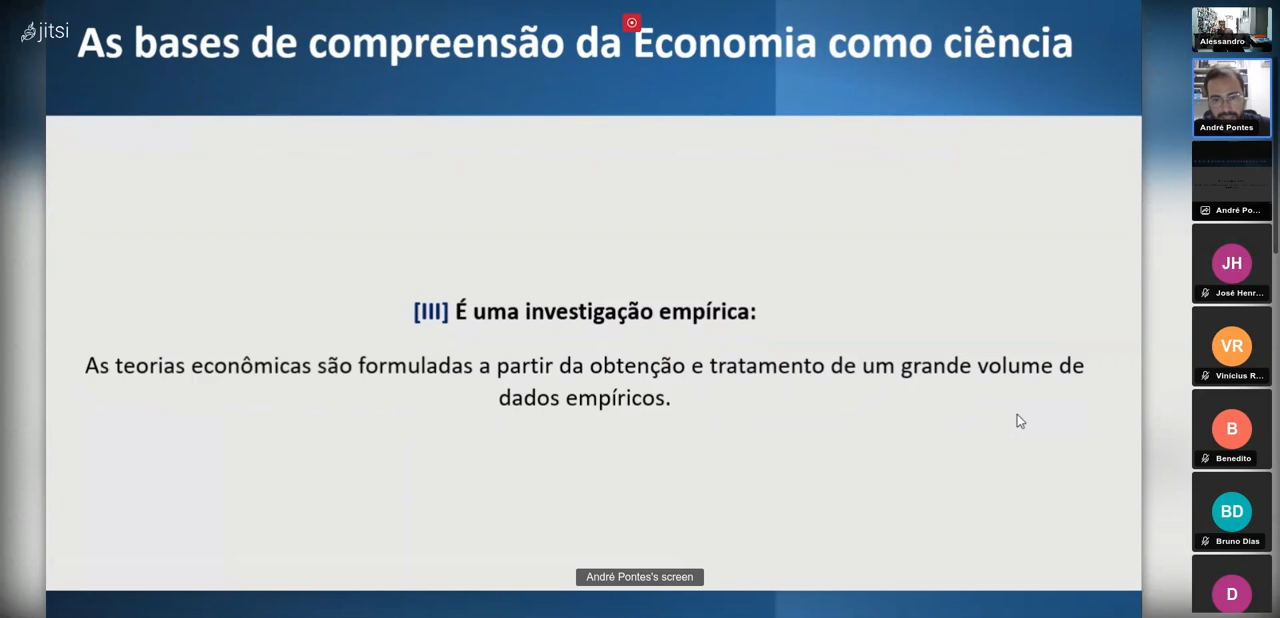 jitsi
As bases de compreensão da Economia como ciência
[III] É uma investigação empírica:
As teorias econômicas são formuladas a partir da obtenção e tratamento de um grande volume de
dados empíricos.
André Pontes's screen
Alessandro
André Pontes
André Po...
JH
José Henr...
VR
Vinícius R...
B
Benedito
BD
Bruno Dias
D